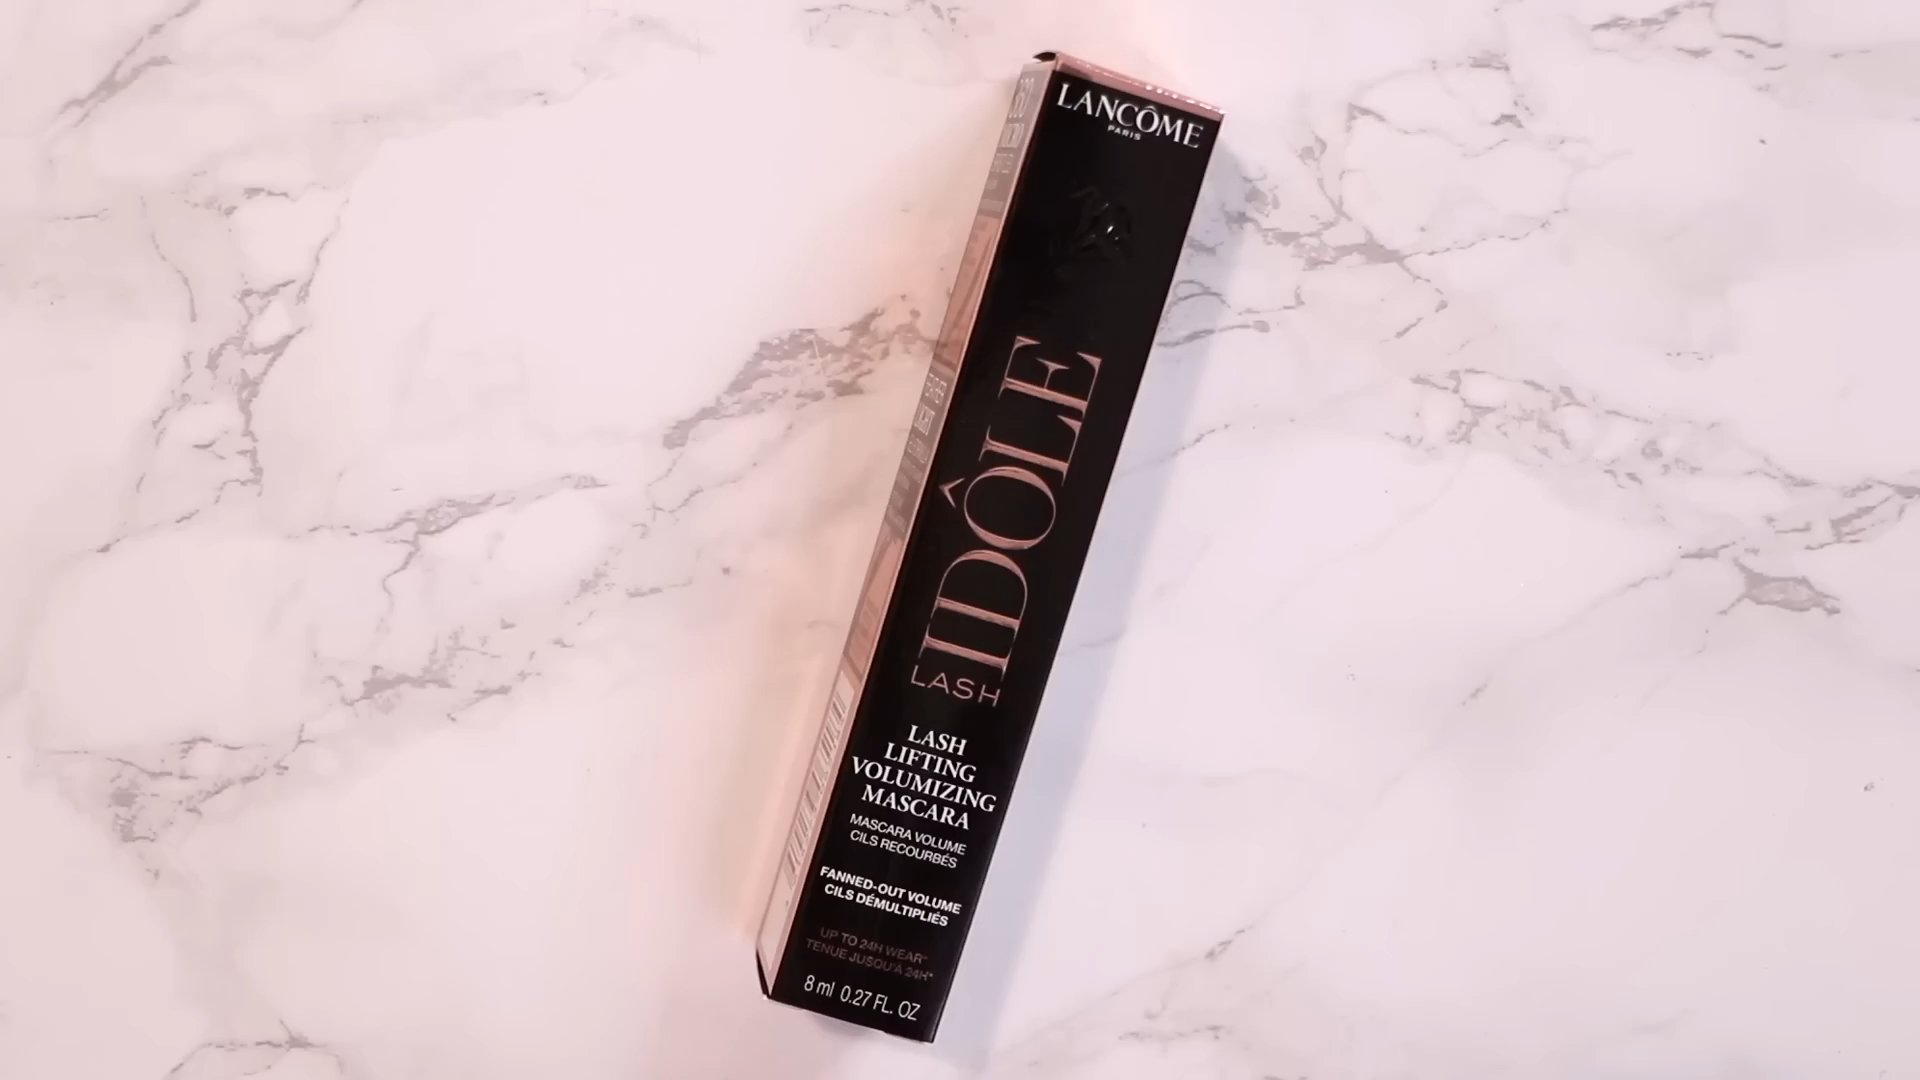 LANCÔME
PARIS
IDÔLE
LASH
LASH
LIFTING
VOLUMIZING
MASCARA
MASCARA VOLUME
CILS RECOURBÉS
FANNED-OUT VOLUME
CILS DÉMULTIPLIÉS
UP TO 24H WEAR*
TENUE JUSQU'À 24H*
8 ml 0.27 FL. OZ